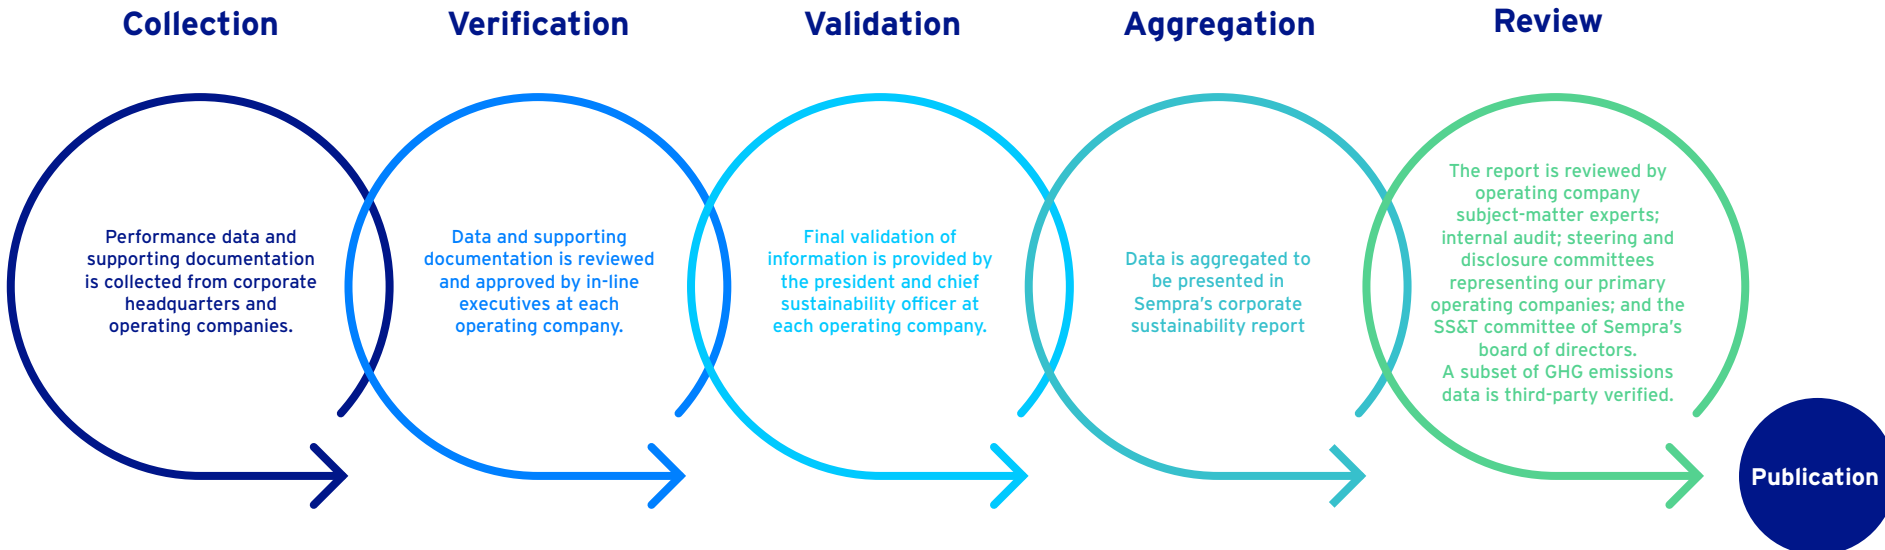 Collection
Performance data and
supporting documentation
is collected from corporate
headquarters and
operating companies.
Verification
Data and supporting
documentation is reviewed
and approved by in-line
executives at each
operating company.
Validation
Final validation of
information is provided by
the president and chief
sustainability officer at
each operating company.
Aggregation
Data is aggregated to
be presented in
Sempra’s corporate
sustainability report
Review
The report is reviewed by
operating company
subject-matter experts;
internal audit; steering and
disclosure committees
representing our primary
operating companies; and the
SS&T committee of Sempra’s
board of directors.
A subset of GHG emissions
data is third-party verified.
Publication